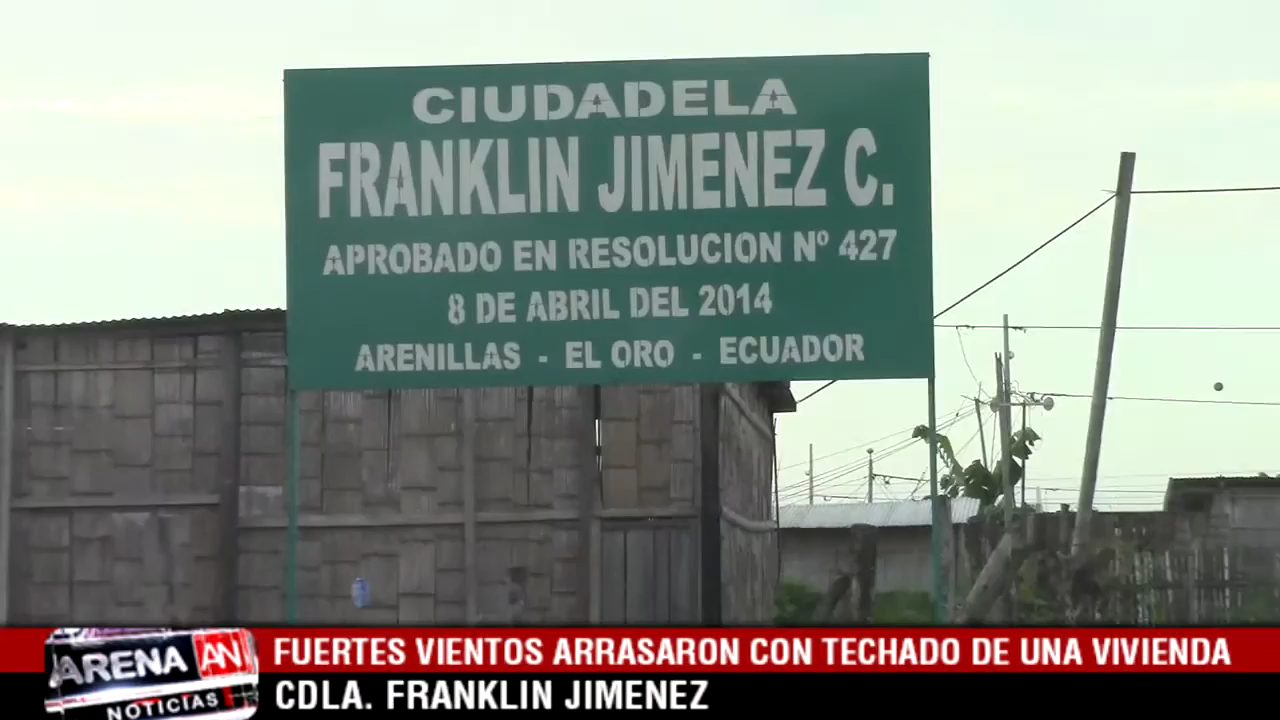 CIUDADELA
FRANKLIN JIMENEZ C.
APROBADO EN RESOLUCION Nº 427
8 DE ABRIL DEL 2014
ARENILLAS - EL ORO - ECUADOR
ARENA AN
NOTICIAS
FUERTES VIENTOS ARRASARON CON TECHADO DE UNA VIVIENDA
CDLA. FRANKLIN JIMENEZ